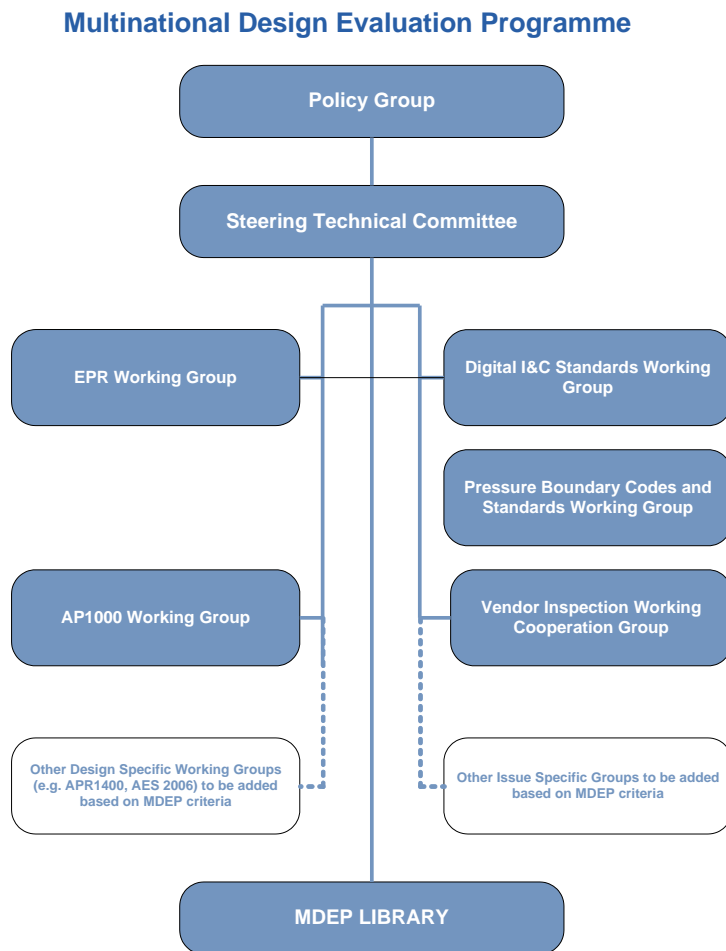 Multinational Design Evaluation Programme
Policy Group
Steering Technical Committee
EPR Working Group
Digital I&C Standards Working
Group
Pressure Boundary Codes and
Standards Working Group
AP1000 Working Group
Vendor Inspection Working
Cooperation Group
Other Design Specific Working Groups
(e.g. APR1400, AES 2006) to be added
based on MDEP criteria
Other Issue Specific Groups to be added
based on MDEP criteria
MDEP LIBRARY